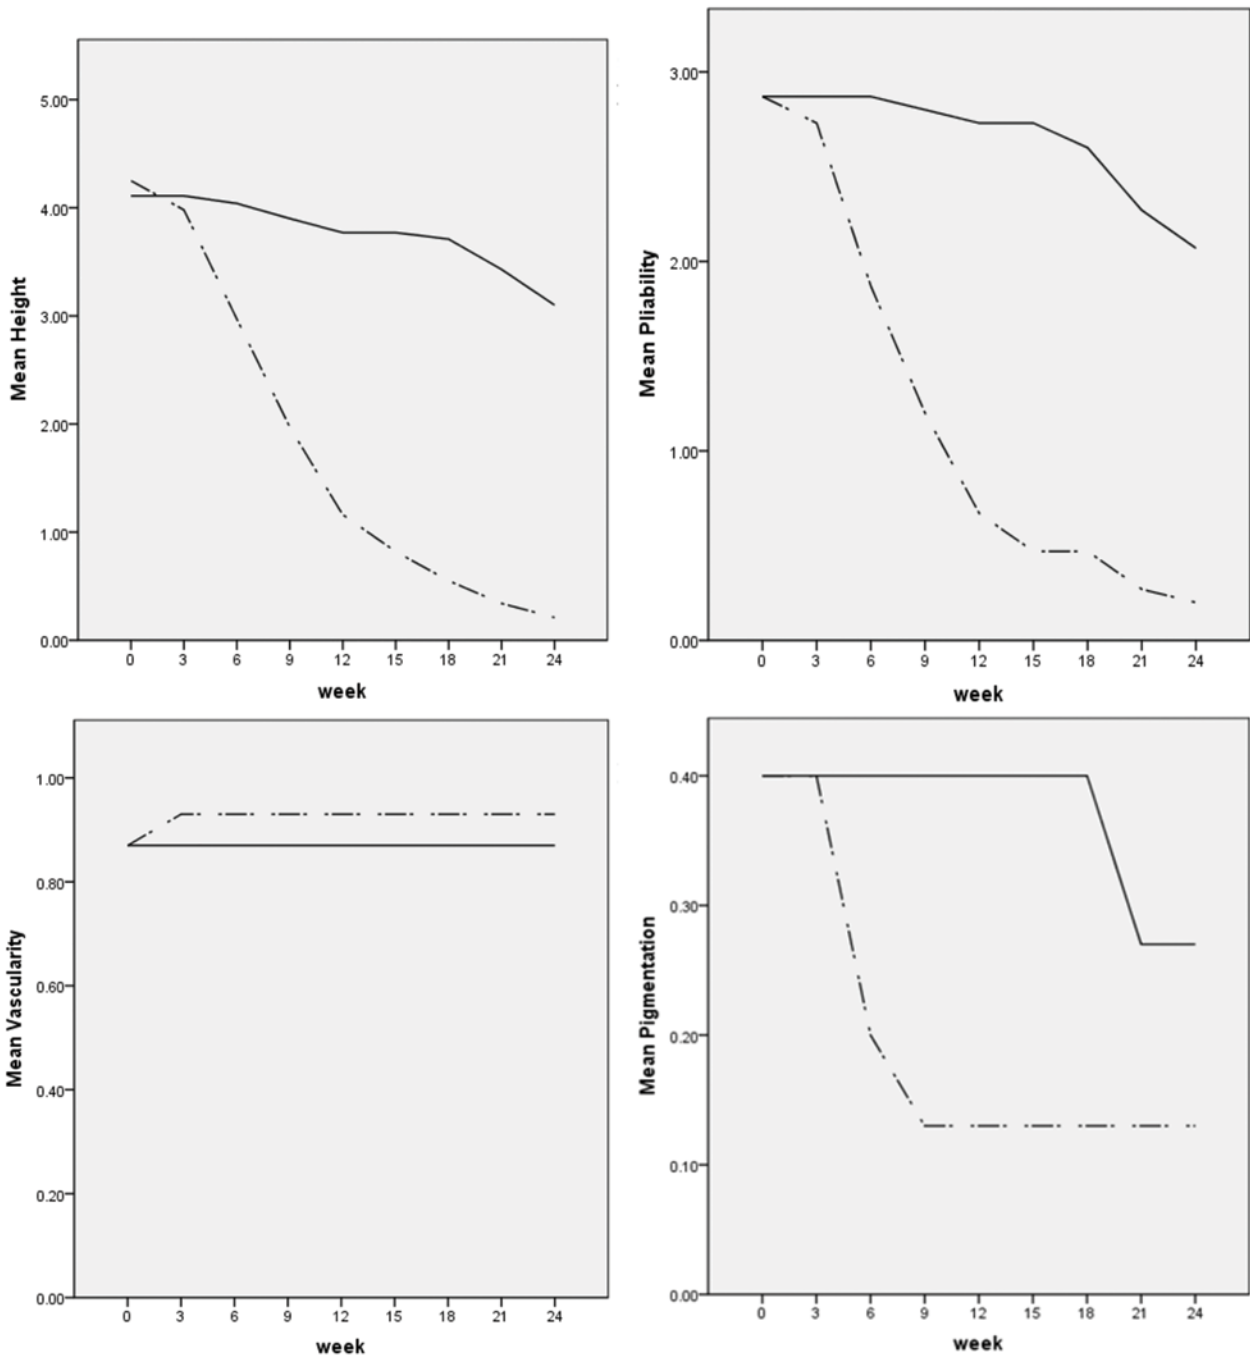 Mean Height
5.00
4.00
3.00
2.00
1.00
0.00
0 3 6 9 12 15 18 21 24
week
Mean Pliability
3.00
2.00
1.00
0.00
0 3 6 9 12 15 18 21 24
week
Mean Vascularity
1.00
0.80
0.60
0.40
0.20
0.00
0 3 6 9 12 15 18 21 24
week
Mean Pigmentation
0.40
0.30
0.20
0.10
0.00
0 3 6 9 12 15 18 21 24
week